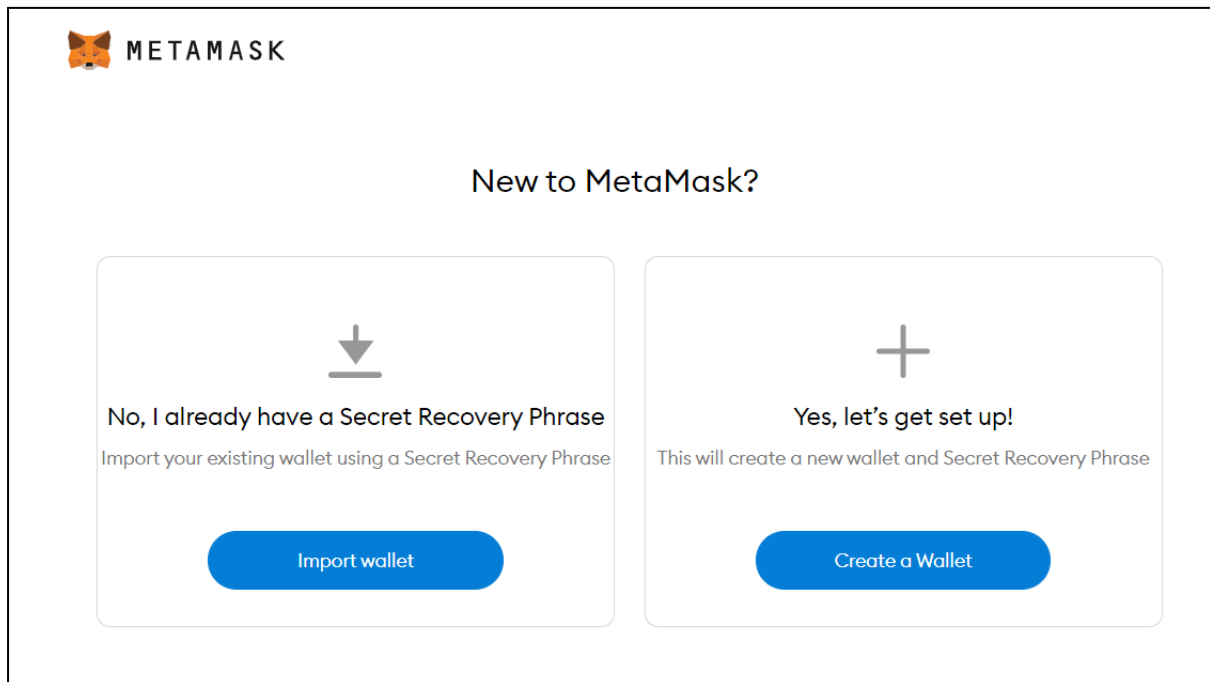 METAMASK
New to MetaMask?
No, I already have a Secret Recovery Phrase
Import your existing wallet using a Secret Recovery Phrase
Import wallet
Yes, let’s get set up!
This will create a new wallet and Secret Recovery Phrase
Create a Wallet